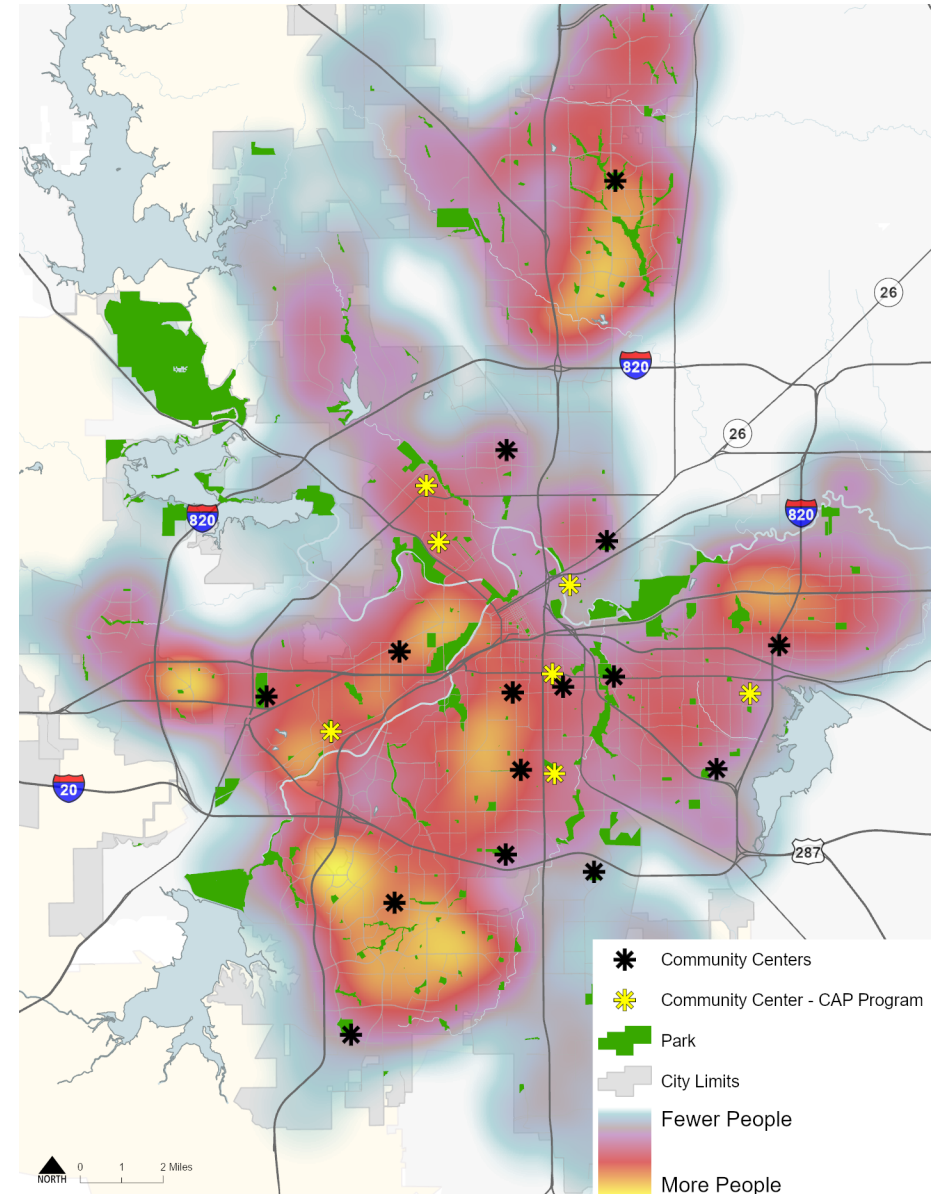 26
820
26
820
820
20
287
Community Centers
Community Center - CAP Program
Park
City Limits
Fewer People
More People
NORTH
0 1 2 Miles